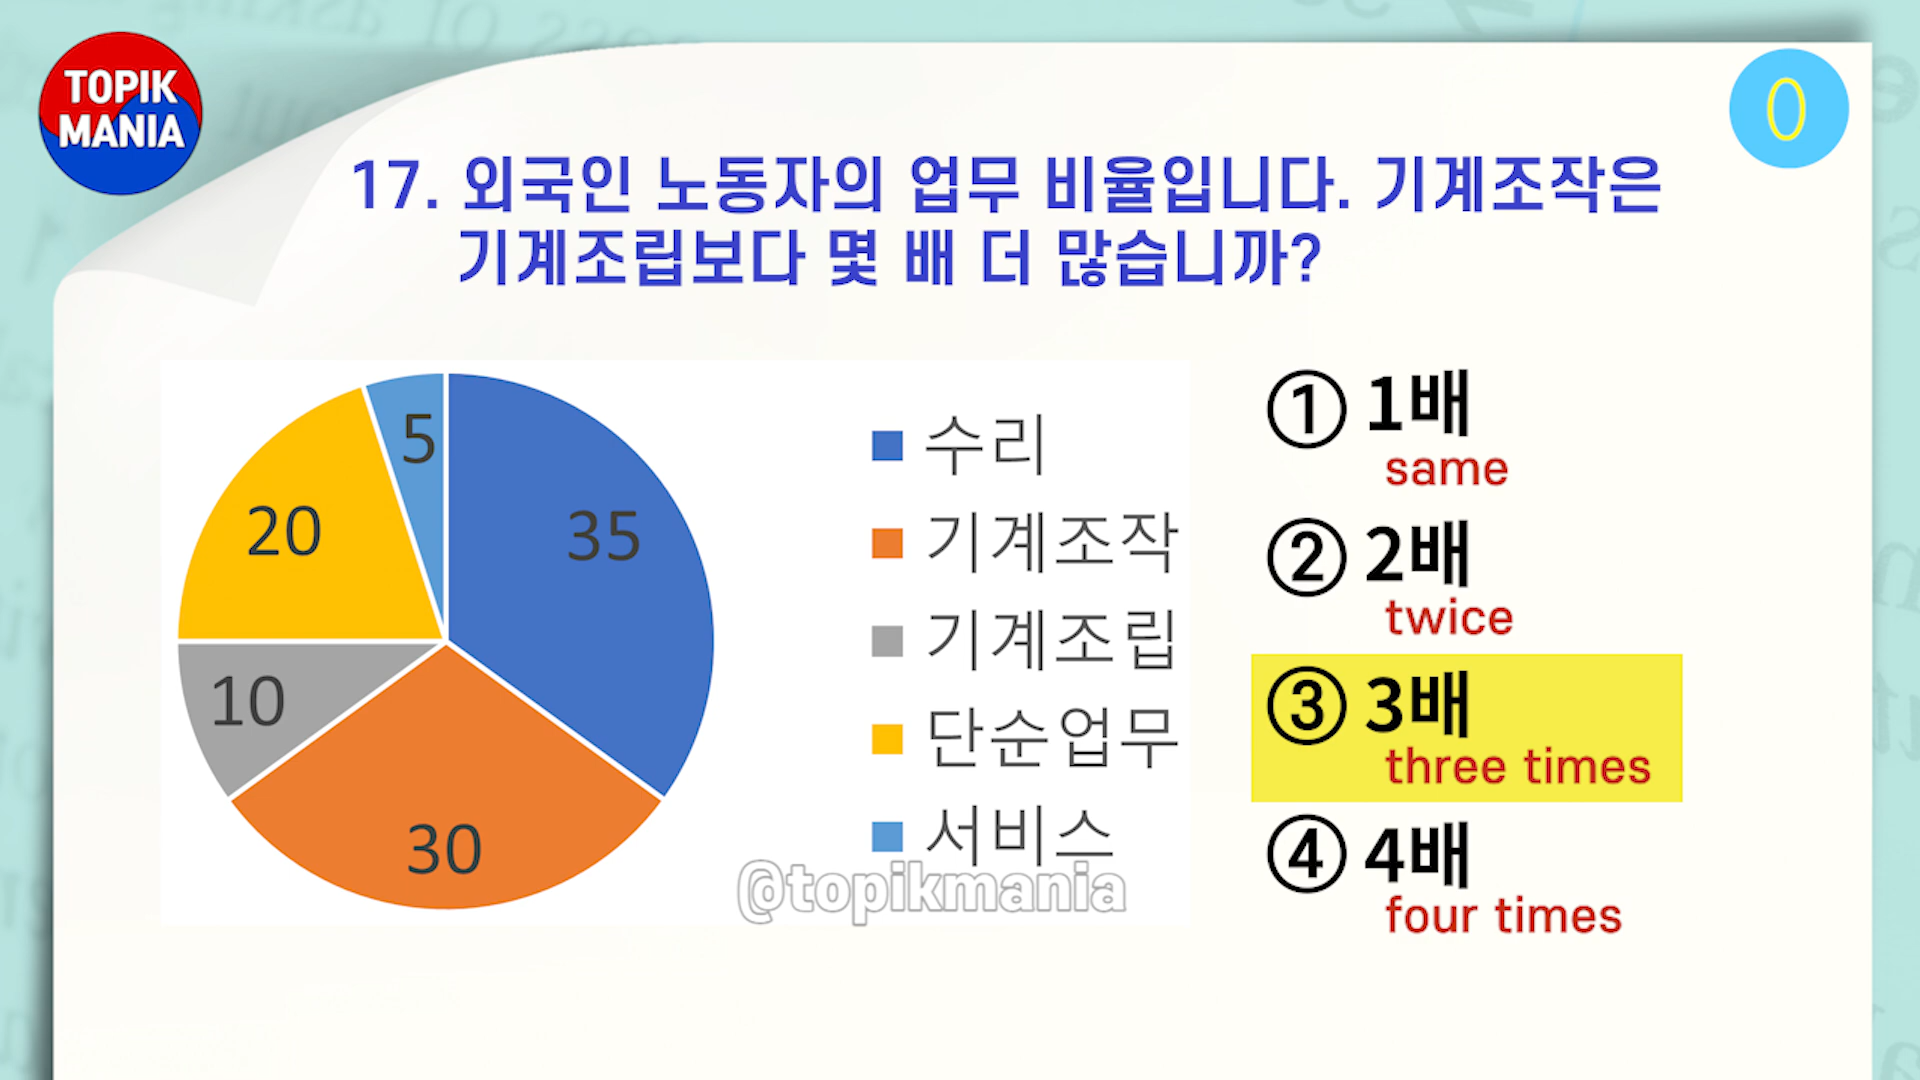 TOPIK
MANIA
0
17. 외국인 노동자의 업무 비율입니다. 기계조작은
기계조립보다 몇 배 더 많습니까?
5
35
20
10
30
수리
기계조작
기계조립
단순업무
서비스
@topikmania
① 1배
same
② 2배
twice
③ 3배
three times
④ 4배
four times